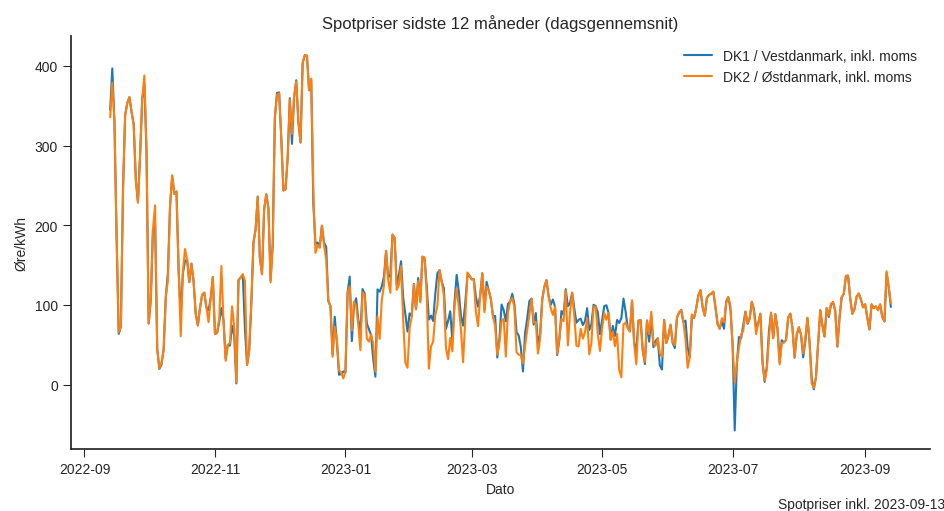 Spotpriser sidste 12 måneder (dagsgennemsnit)
DK1 / Vestdanmark, inkl. moms
DK2 / Østdanmark, inkl. moms
Øre/kWh
400
300
200
100
0
2022-09
2022-11
2023-01
2023-03
2023-05
2023-07
2023-09
Dato
Spotpriser inkl. 2023-09-13